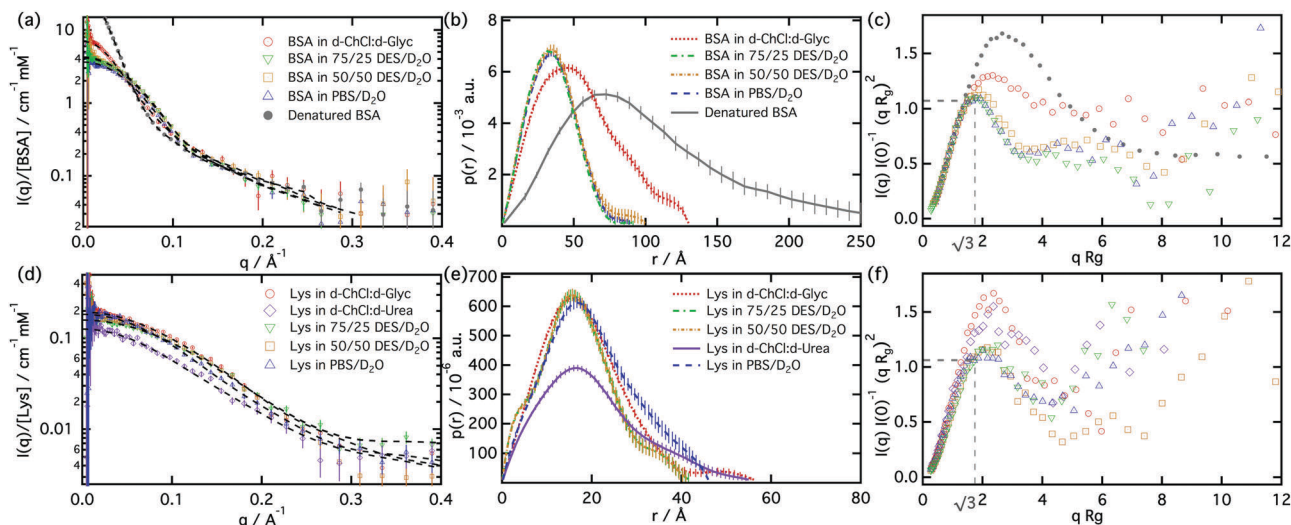 (a)
I(q)/[BSA] / cm⁻¹ mM⁻¹
10
4
2
1
4
2
0.1
4
BSA in d-ChCl:d-Glyc
BSA in 75/25 DES/D₂O
BSA in 50/50 DES/D₂O
BSA in PBS/D₂O
Denatured BSA
0.0 0.1 0.2 0.3 0.4
q / Å⁻¹
(b)
p(r) / 10⁻³ a.u.
8
6
4
2
BSA in d-ChCl:d-Glyc
BSA in 75/25 DES/D₂O
BSA in 50/50 DES/D₂O
BSA in PBS/D₂O
Denatured BSA
0 50 100 150 200 250
r / Å
(c)
I(q) I(0)⁻¹ (q Rg)²
1.5
1.0
0.5
0.0
0 √3 2 4 6 8 10 12
q Rg
(d)
I(q)/[Lys] / cm⁻¹ mM⁻¹
4
2
0.1
6
4
2
0.01
6
4
Lys in d-ChCl:d-Glyc
Lys in d-ChCl:d-Urea
Lys in 75/25 DES/D₂O
Lys in 50/50 DES/D₂O
Lys in PBS/D₂O
0.0 0.1 0.2 0.3 0.4
q / Å⁻¹
(e)
p(r) / 10⁻⁶ a.u.
700
600
500
400
300
200
100
Lys in d-ChCl:d-Glyc
Lys in 75/25 DES/D₂O
Lys in 50/50 DES/D₂O
Lys in d-ChCl:d-Urea
Lys in PBS/D₂O
0 20 40 60 80
r / Å
(f)
I(q) I(0)⁻¹ (q Rg)²
1.5
1.0
0.5
0.0
0 √3 2 4 6 8 10 12
q Rg